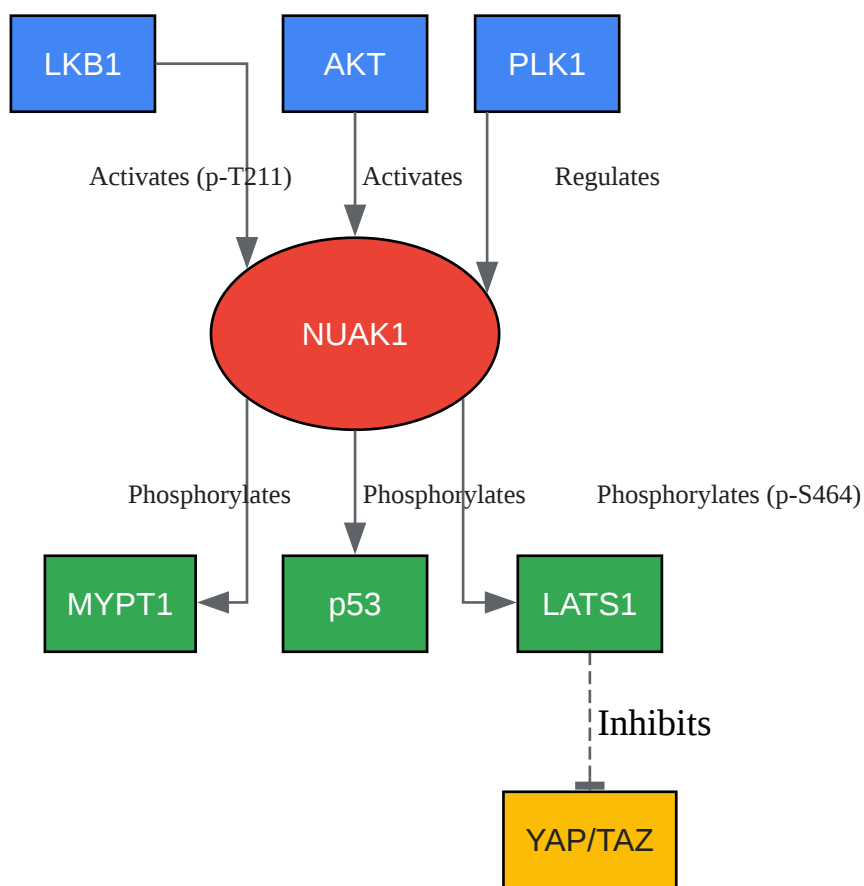 LKB1
AKT
PLK1
Activates (p-T211)
Activates
Regulates
NUAK1
Phosphorylates
Phosphorylates
Phosphorylates (p-S464)
MYPT1
p53
LATS1
Inhibits
YAP/TAZ